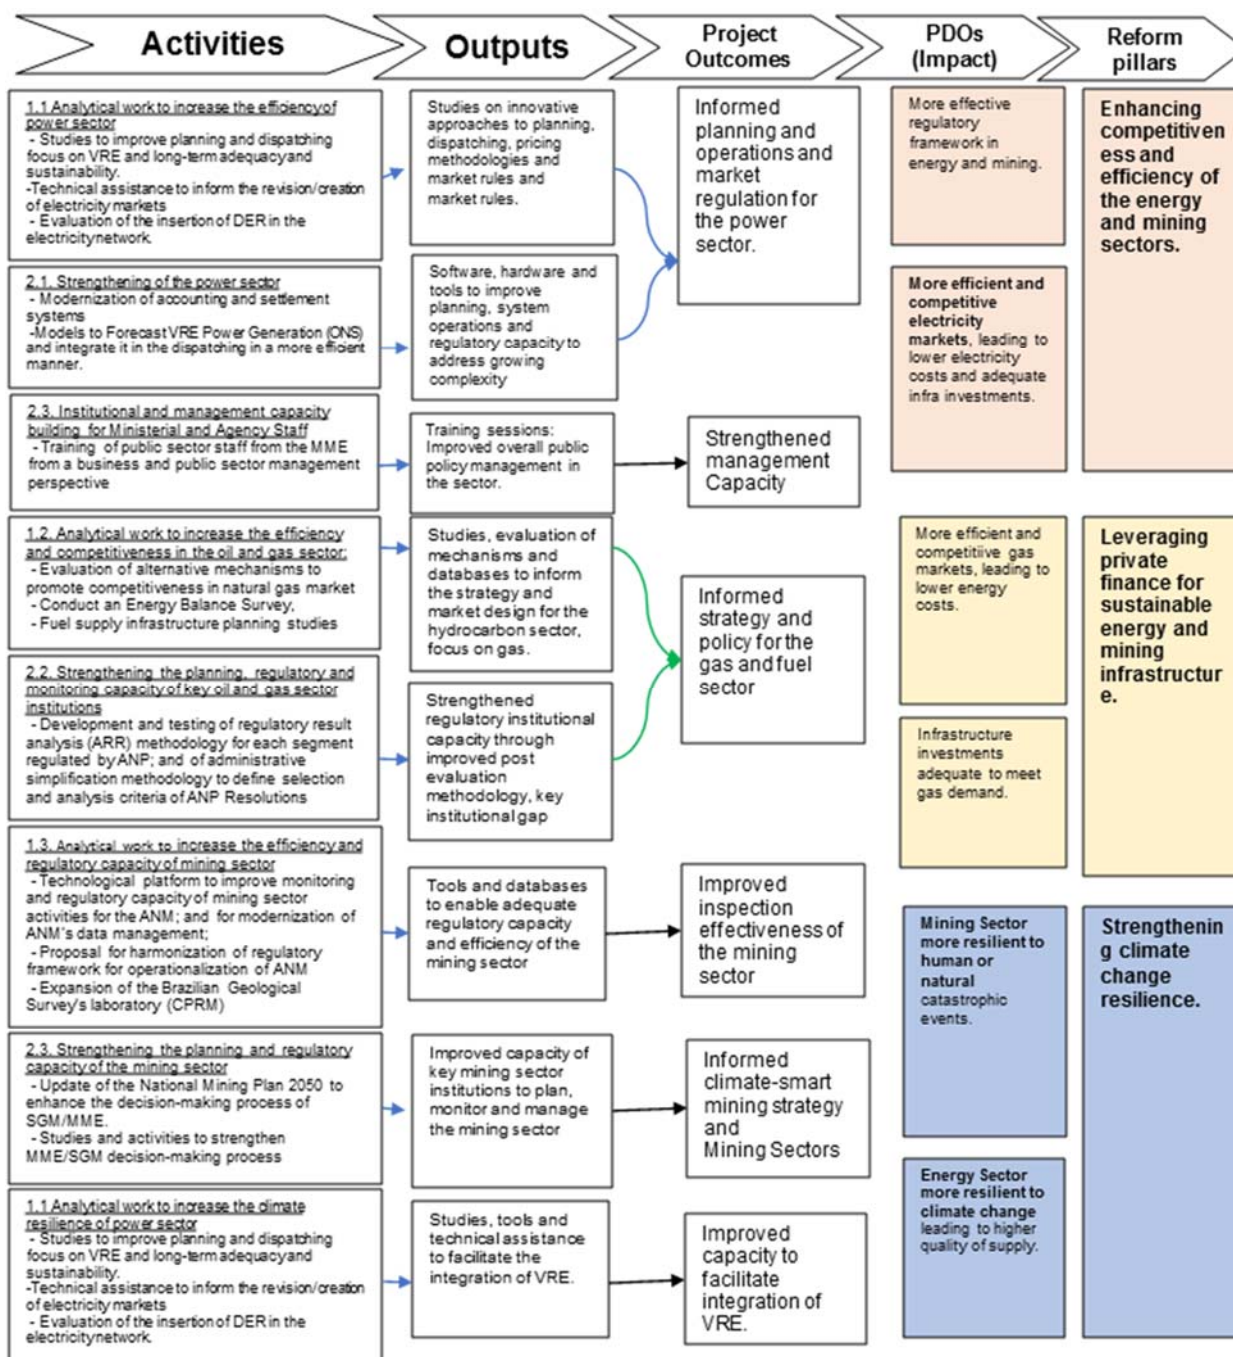 Activities
Outputs
Project
Outcomes
PDOs
(Impact)
Reform
pillars
1.1 Analytical work to increase the efficiency of
power sector
- Studies to improve planning and dispatching
focus on VRE and long-term adequacy and
sustainability.
-Technical assistance to inform the revision/creation
of electricity markets
- Evaluation of the insertion of DER in the
electricity network.
Studies on innovative
approaches to planning,
dispatching, pricing
methodologies and
market rules and
market rules.
Informed
planning and
operations and
market
regulation for
the power
sector.
More effective
regulatory
framework in
energy and mining.
Enhancing
competitiven
ess and
efficiency of
the energy
and mining
sectors.
2.1. Strengthening of the power sector
- Modernization of accounting and settlement
systems
-Models to Forecast VRE Power Generation (ONS)
and integrate it in the dispatching in a more efficient
manner.
Software, hardware and
tools to improve
planning, system
operations and
regulatory capacity to
address growing
complexity
More efficient and
competitive
electricity
markets, leading to
lower electricity
costs and adequate
infra investments.
2.3. Institutional and management capacity
building for Ministerial and Agency Staff
- Training of public sector staff from the MME
from a business and public sector management
perspective
Training sessions:
Improved overall public
policy management in
the sector.
Strengthened
management
Capacity
1.2. Analytical work to increase the efficiency
and competitiveness in the oil and gas sector:
- Evaluation of alternative mechanisms to
promote competitiveness in natural gas market
- Conduct an Energy Balance Survey,
- Fuel supply infrastructure planning studies
Studies, evaluation of
mechanisms and
databases to inform
the strategy and
market design for the
hydrocarbon sector,
focus on gas.
Informed
strategy and
policy for the
gas and fuel
sector
More efficient and
competitiive gas
markets, leading to
lower energy
costs.
Leveraging
private
finance for
sustainable
energy and
mining
infrastructur
e.
2.2. Strengthening the planning, regulatory and
monitoring capacity of key oil and gas sector
institutions
- Development and testing of regulatory result
analysis (ARR) methodology for each segment
regulated by ANP; and of administrative
simplification methodology to define selection
and analysis criteria of ANP Resolutions
Strengthened
regulatory institutional
capacity through
improved post
evaluation
methodology, key
institutional gap
Infrastructure
investments
adequate to meet
gas demand.
1.3. Analytical work to increase the efficiency and
regulatory capacity of mining sector
- Technological platform to improve monitoring
and regulatory capacity of mining sector
activities for the ANM; and for modernization of
ANM's data management;
- Proposal for harmonization of regulatory
framework for operationalization of ANM
- Expansion of the Brazilian Geological
Survey's laboratory (CPRM)
Tools and databases
to enable adequate
regulatory capacity
and efficiency of the
mining sector
Improved
inspection
effectiveness of
the mining
sector
Mining Sector
more resilient to
human or
natural
catastrophic
events.
Strengthenin
g climate
change
resilience.
2.3. Strengthening the planning and regulatory
capacity of the mining sector
- Update of the National Mining Plan 2050 to
enhance the decision-making process of
SGM/MME.
- Studies and activities to strengthen
MME/SGM decision-making process
Improved capacity of
key mining sector
institutions to plan,
monitor and manage
the mining sector
Informed
climate-smart
mining strategy
and
Mining Sectors
1.1 Analytical work to increase the climate
resilience of power sector
- Studies to improve planning and dispatching
focus on VRE and long-term adequacy and
sustainability.
-Technical assistance to inform the revision/creation
of electricity markets
- Evaluation of the insertion of DER in the
electricity network.
Studies, tools and
technical assistance
to facilitate the
integration of VRE.
Improved
capacity to
facilitate
integration of
VRE.
Energy Sector
more resilient to
climate change
leading to higher
quality of supply.